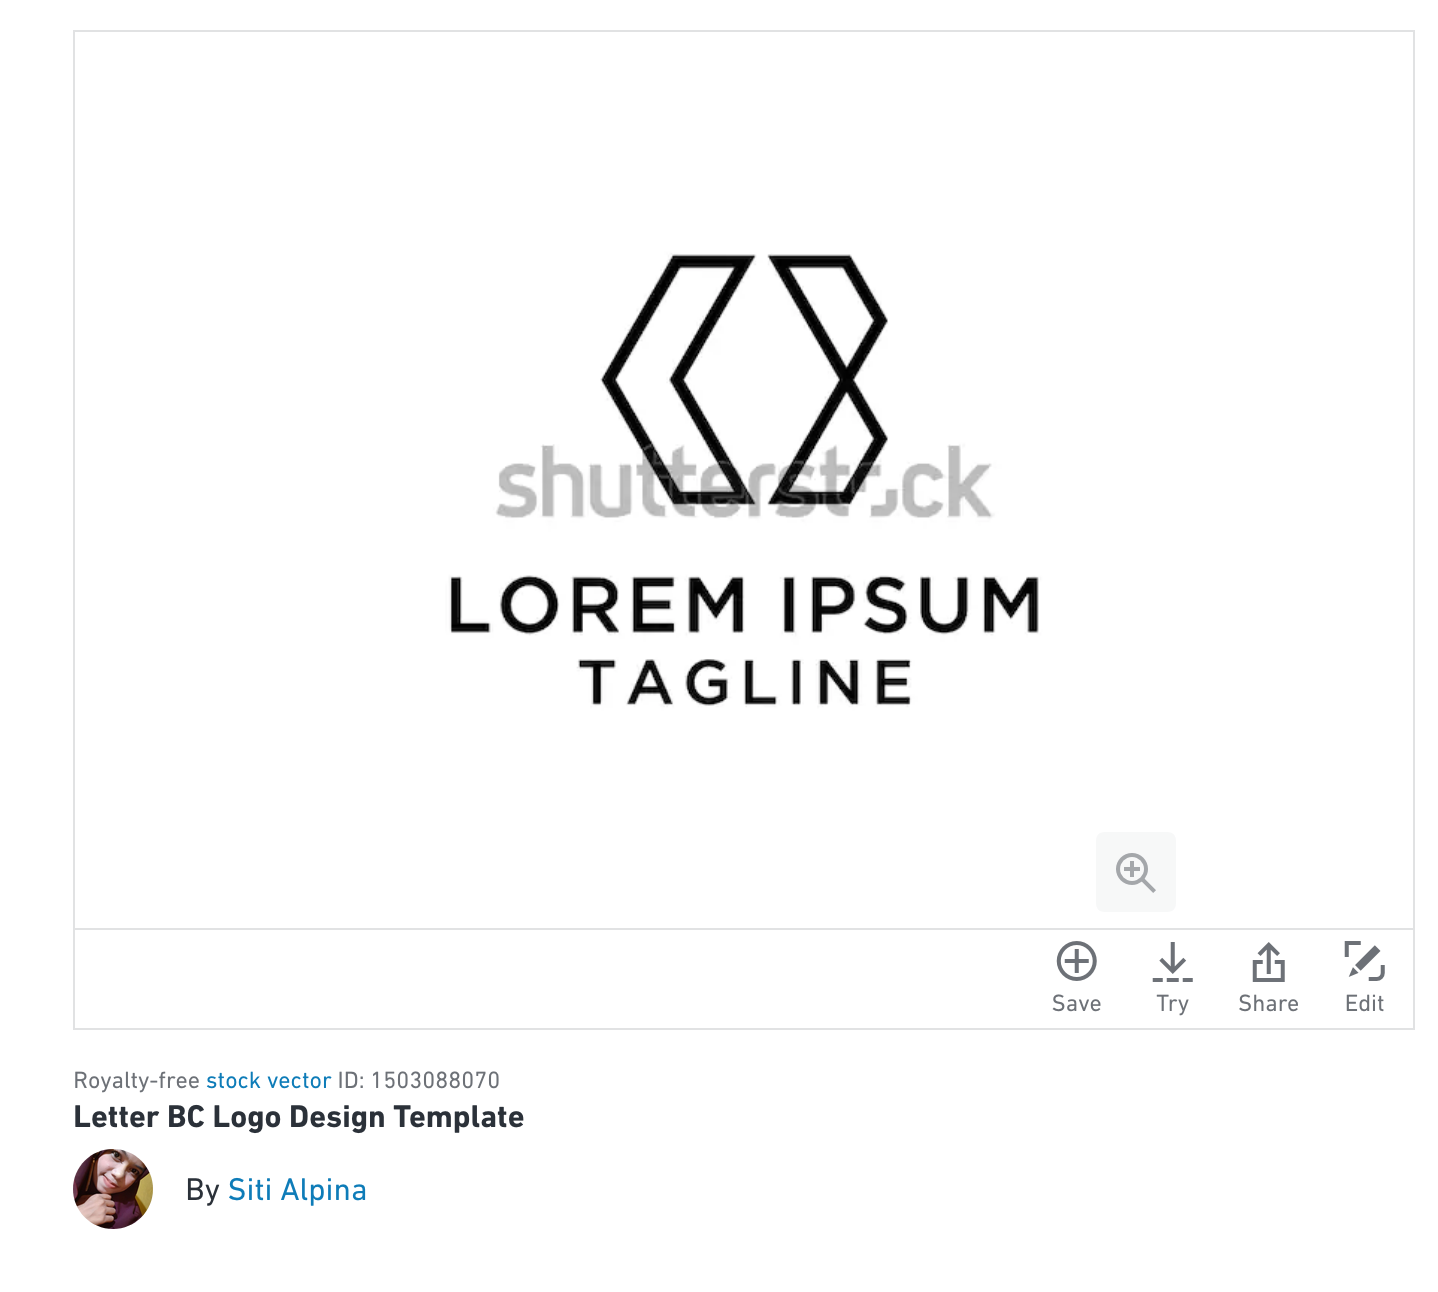 shutterstock
LOREM IPSUM
TAGLINE
Save Try Share Edit
Royalty-free stock vector ID: 1503088070
Letter BC Logo Design Template
By Siti Alpina